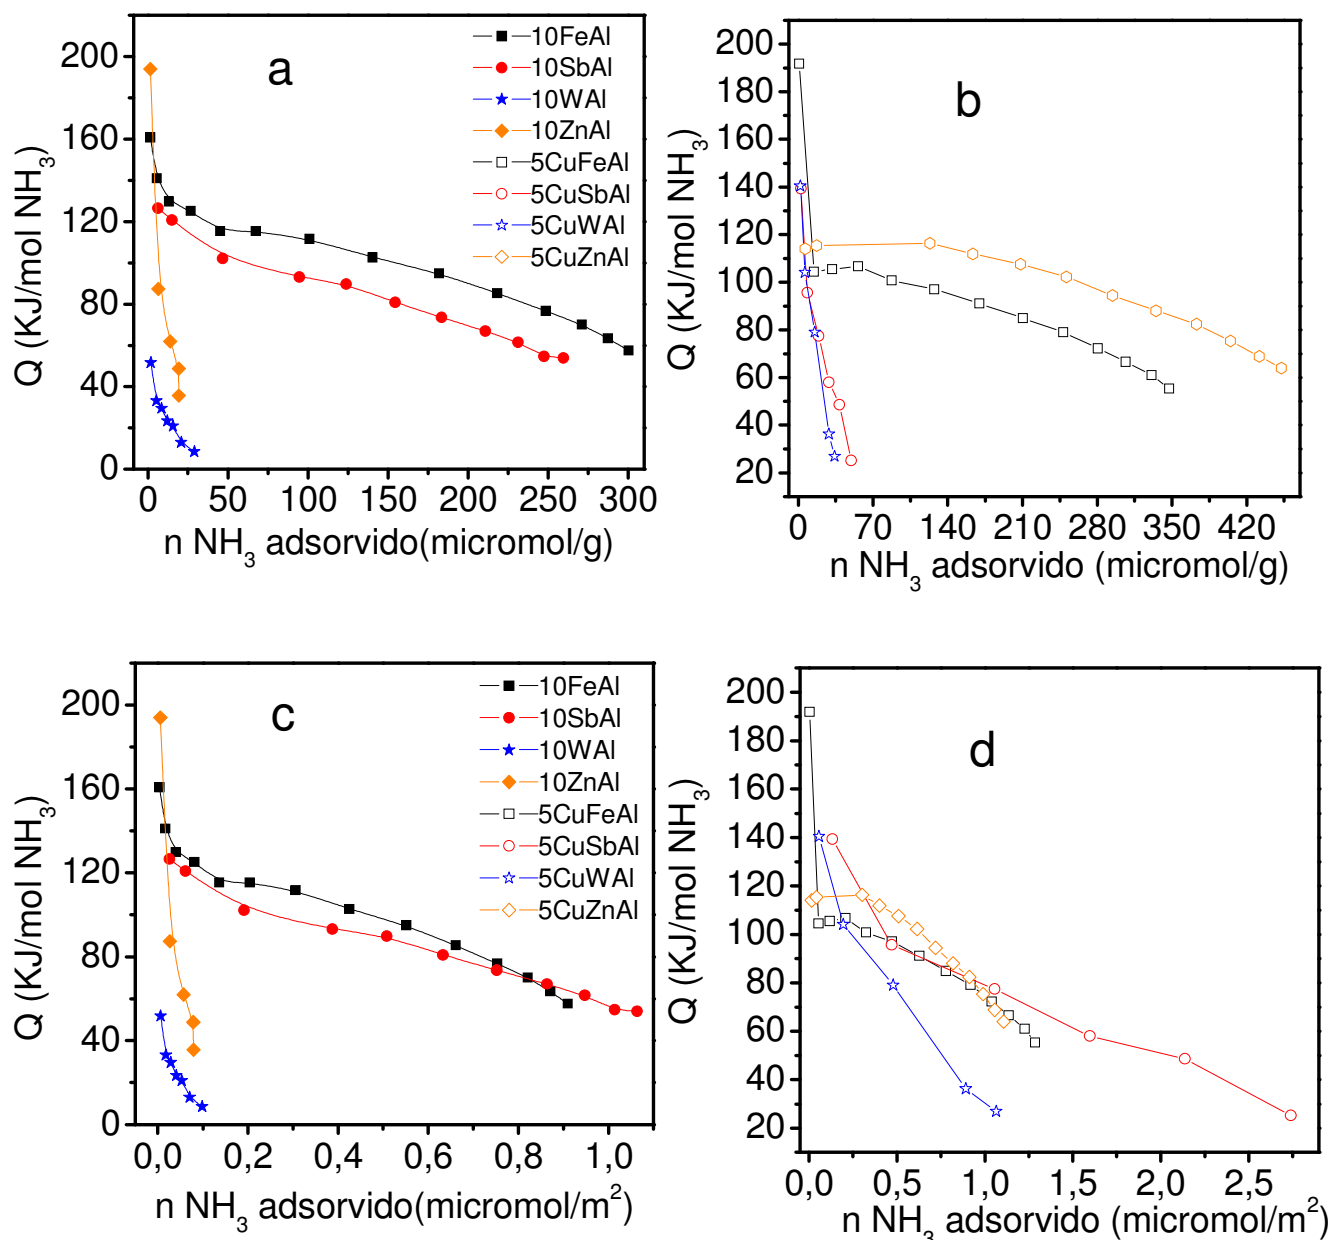 a
10FeAl
10SbAl
10WAl
10ZnAl
5CuFeAl
5CuSbAl
5CuWAl
5CuZnAl
Q (KJ/mol NH3)
200
160
120
80
40
0
0 50 100 150 200 250 300
n NH3 adsorvido(micromol/g)
b
Q (KJ/mol NH3)
200
180
160
140
120
100
80
60
40
20
0 70 140 210 280 350 420
n NH3 adsorvido (micromol/g)
c
10FeAl
10SbAl
10WAl
10ZnAl
5CuFeAl
5CuSbAl
5CuWAl
5CuZnAl
Q (KJ/mol NH3)
200
160
120
80
40
0
0,0 0,2 0,4 0,6 0,8 1,0
n NH3 adsorvido(micromol/m²)
d
Q (KJ/mol NH3)
200
180
160
140
120
100
80
60
40
20
0,0 0,5 1,0 1,5 2,0 2,5
n NH3 adsorvido (micromol/m²)